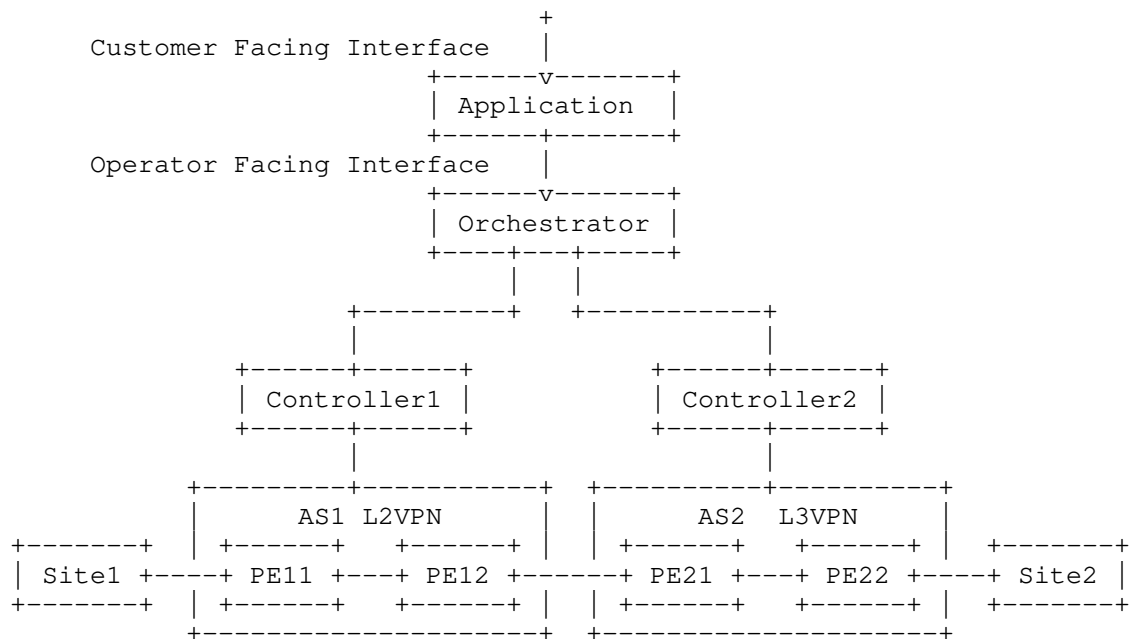 Customer Facing Interface
Application
Operator Facing Interface
Orchestrator
Controller1 Controller2
AS1 L2VPN AS2 L3VPN
Site1 PE11 PE12 PE21 PE22 Site2